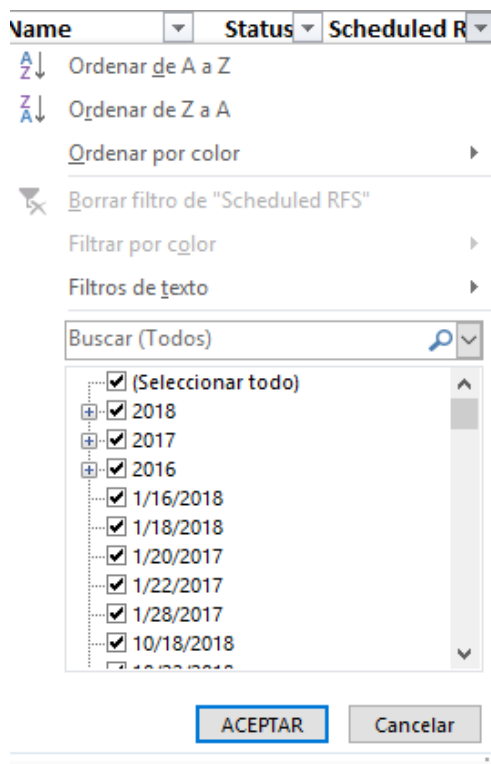 Name Status Scheduled R
Ordenar de A a Z
Ordenar de Z a A
Ordenar por color
Borrar filtro de "Scheduled RFS"
Filtrar por color
Filtros de texto
Buscar (Todos)
(Seleccionar todo)
2018
2017
2016
1/16/2018
1/18/2018
1/20/2017
1/22/2017
1/28/2017
10/18/2018
ACEPTAR Cancelar